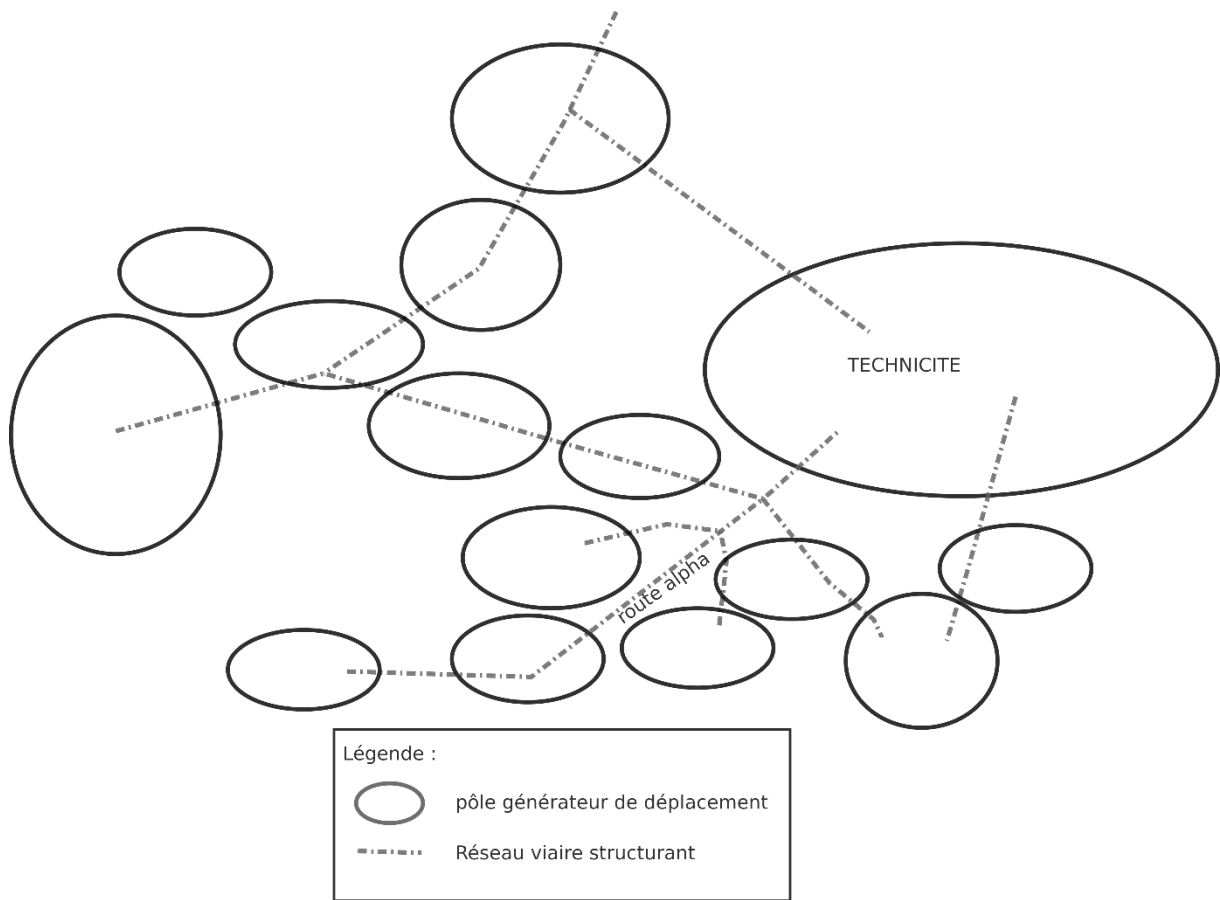 TECHNICITE
route alpha
Légende :
pôle générateur de déplacement
Réseau viaire structurant